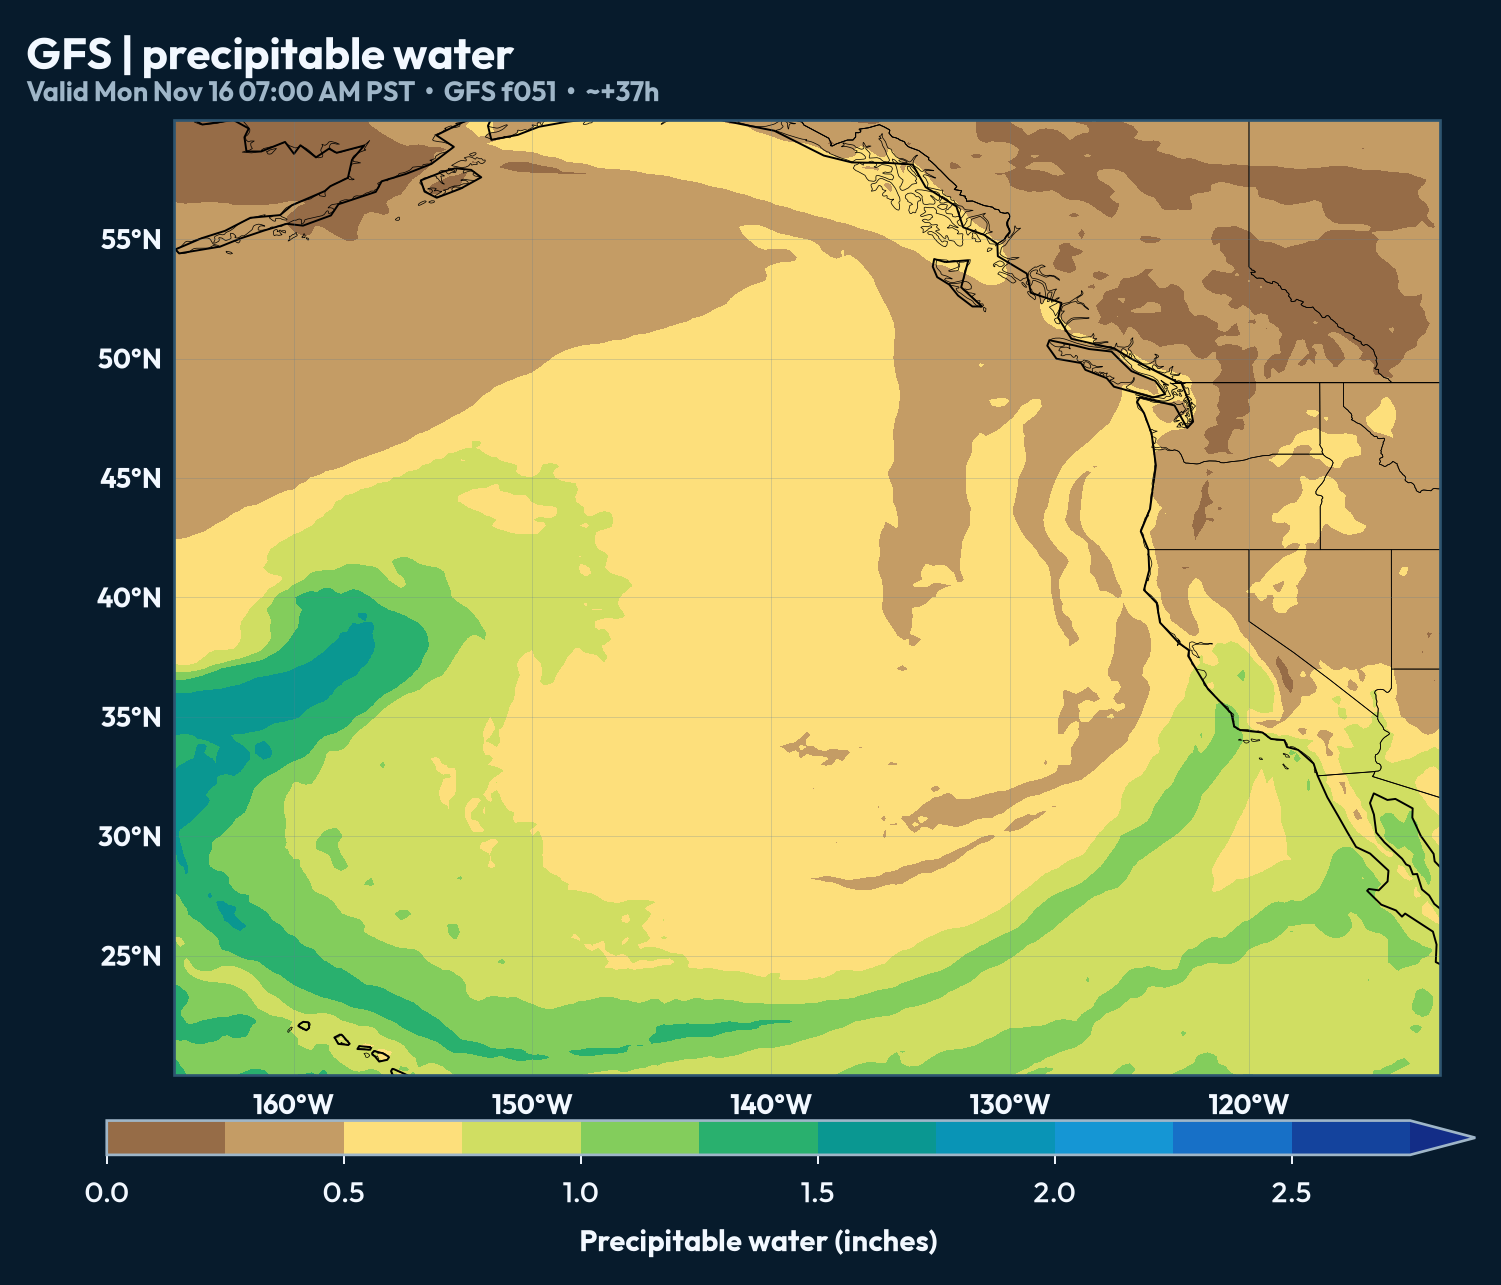 GFS | precipitable water
Valid Mon Nov 16 07:00 AM PST • GFS f051 • ~+37h
55°N
50°N
45°N
40°N
35°N
30°N
25°N
160°W 150°W 140°W 130°W 120°W
0.0 0.5 1.0 1.5 2.0 2.5
Precipitable water (inches)